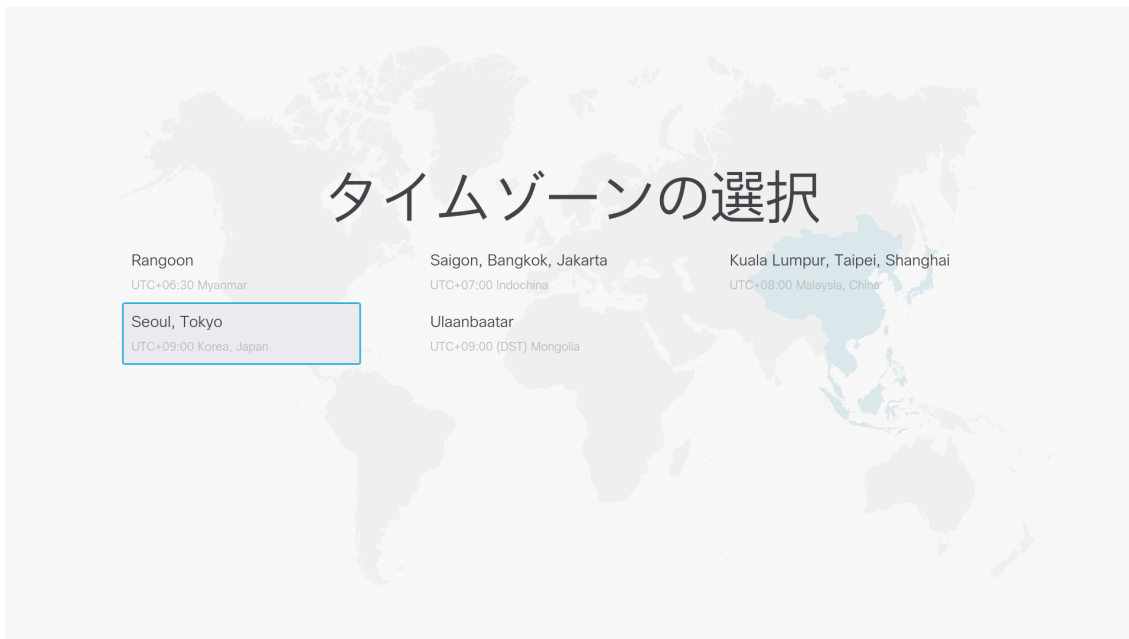 タイムゾーンの選択
Rangoon
UTC+06:30 Myanmar
Saigon, Bangkok, Jakarta
UTC+07:00 Indochina
Kuala Lumpur, Taipei, Shanghai
UTC+08:00 Malaysia, China
Seoul, Tokyo
UTC+09:00 Korea, Japan
Ulaanbaatar
UTC+09:00 (DST) Mongolia